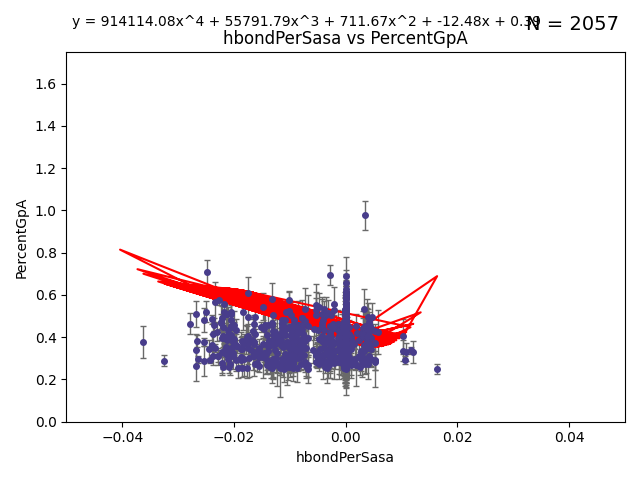 y = 914114.08x^4 + 55791.79x^3 + 711.67x^2 + -12.48x + 0.39
N = 2057
hbondPerSasa vs PercentGpA
PercentGpA
1.6
1.4
1.2
1.0
0.8
0.6
0.4
0.2
0.0
−0.04 −0.02 0.00 0.02 0.04
hbondPerSasa